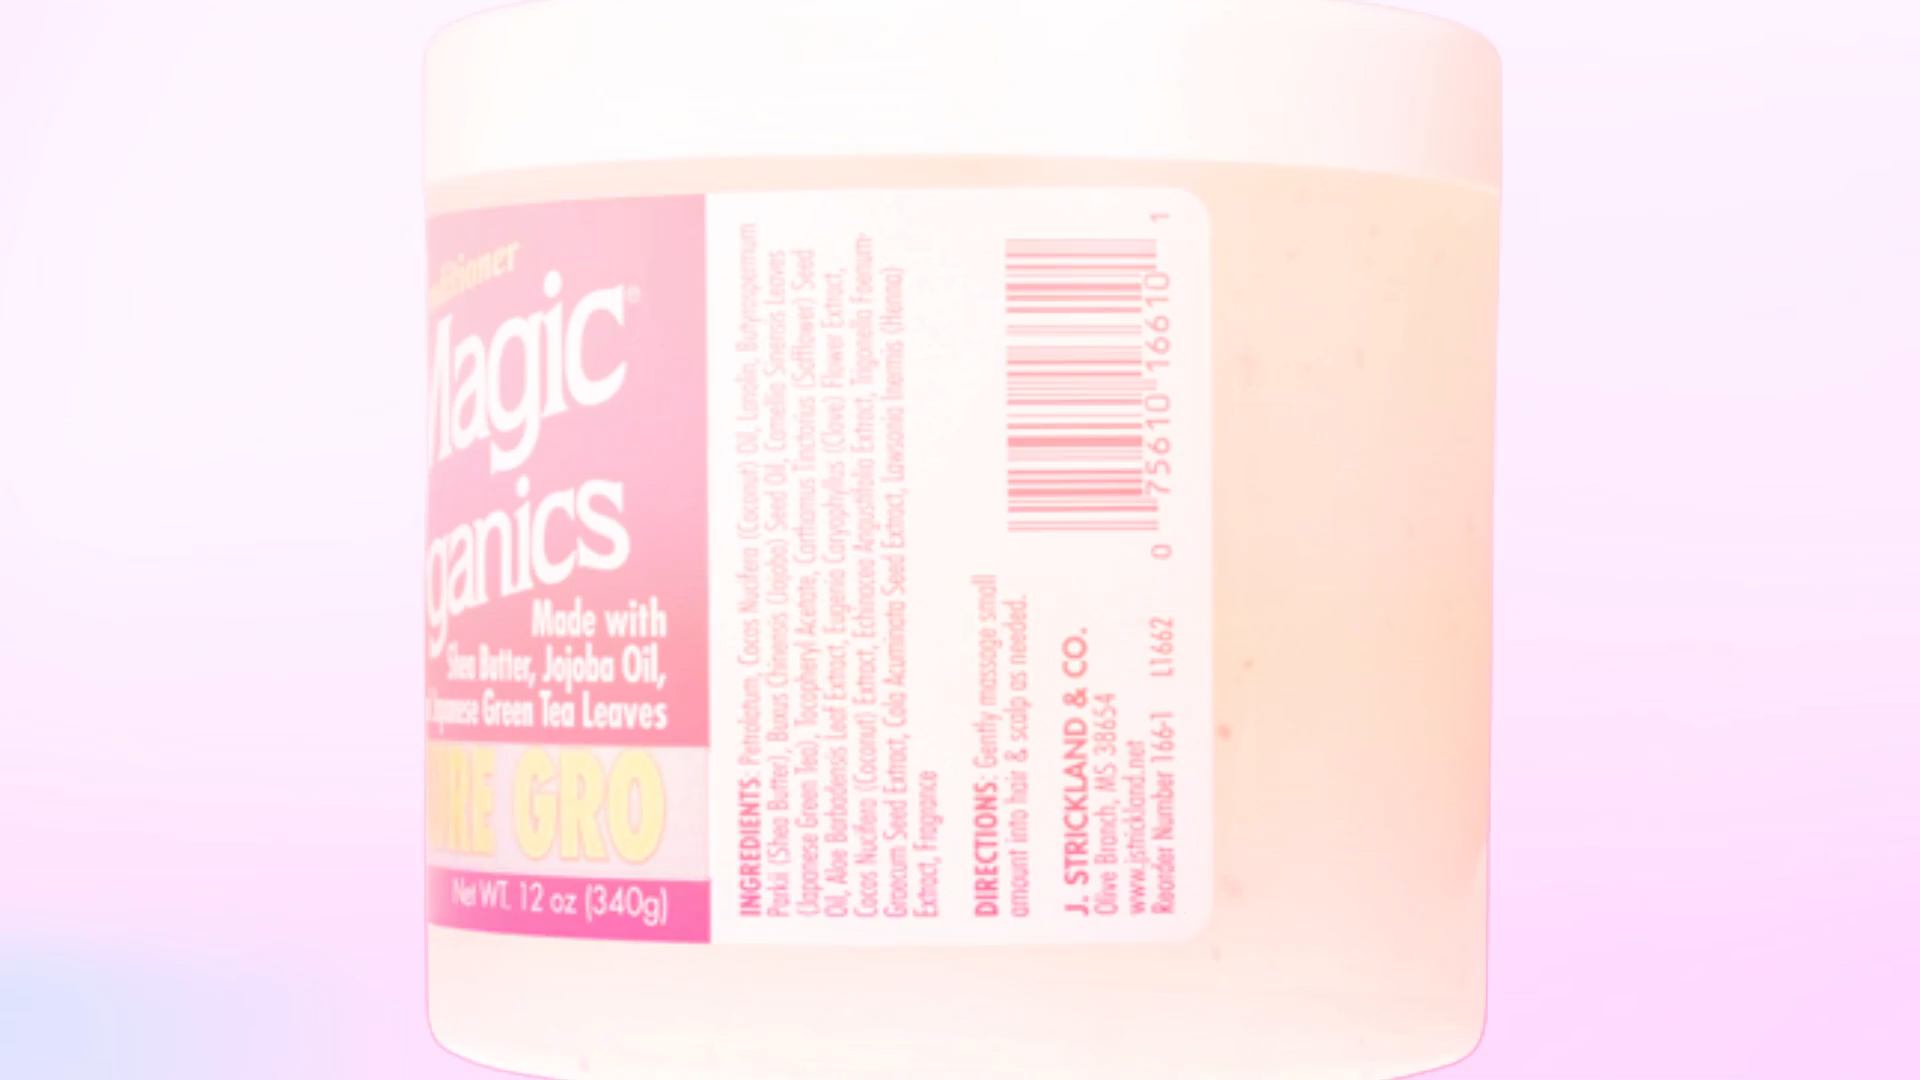 ditioner
Magic®
ganics
Made with
Shea Butter, Jojoba Oil,
Japanese Green Tea Leaves
URE GRO
Net WT. 12 oz (340g)
INGREDIENTS: Petrolatum, Cocos Nucifera (Coconut) Oil, Lanolin, Butyrospermum
Parkii (Shea Butter), Buxus Chinensis (Jojoba) Seed Oil, Camellia Sinensis Leaves
(Japanese Green Tea), Tocopheryl Acetate, Carthamus Tinctorius (Safflower) Seed
Oil, Aloe Barbadensis Leaf Extract, Eugenia Caryophyllus (Clove) Flower Extract,
Cocos Nucifera (Coconut) Extract, Echinacea Angustifolia Extract, Trigonella Foenum-
Graecum Seed Extract, Cola Acuminata Seed Extract, Lawsonia Inermis (Henna)
Extract, Fragrance
DIRECTIONS: Gently massage small
amount into hair & scalp as needed.
J. STRICKLAND & CO.
Olive Branch, MS 38654
www.jstrickland.net
Reorder Number 166-1 L1662
0 75610 16610 1